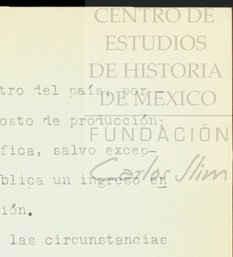 CENTRO DE
ESTUDIOS
DE HISTORIA
DE MEXICO
FUNDACIÓN
Carlos Slim
tro del país, por-
osto de producción;
fica, salvo excep-
blica un ingreso en
ión.
las circunstancias